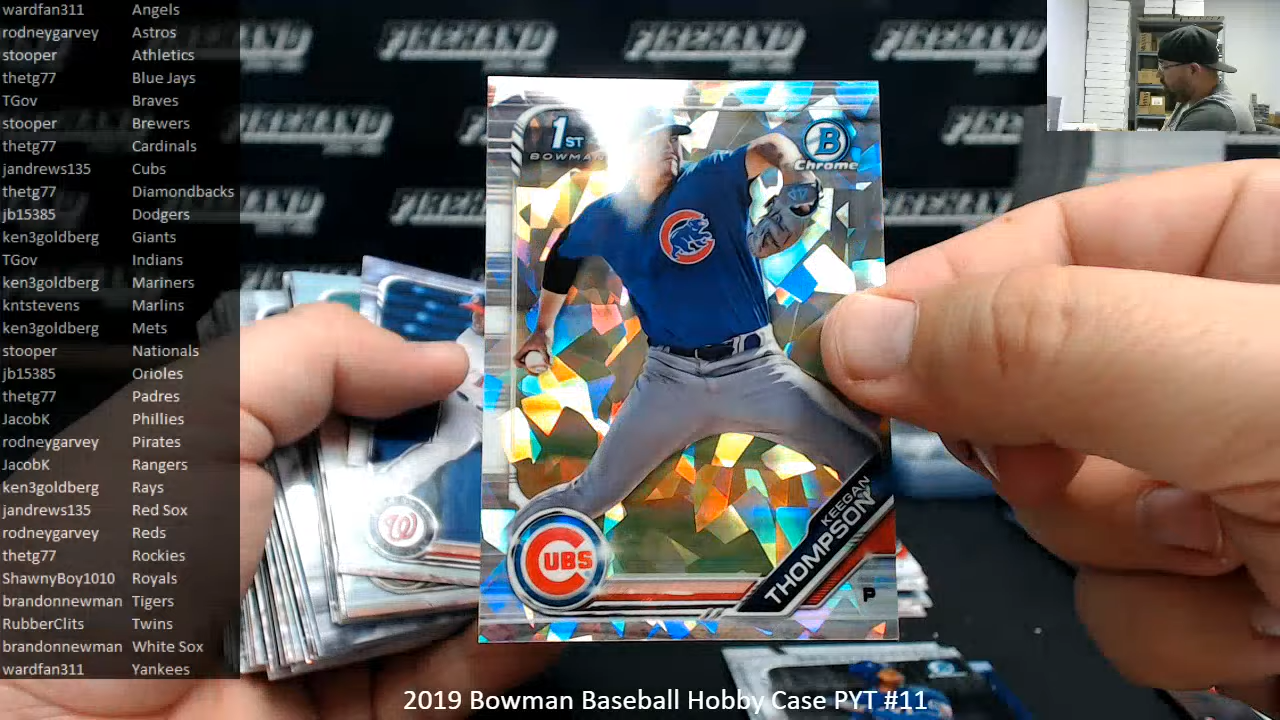 wardfan311 Angels
rodneygarvey Astros
stooper Athletics
thetg77 Blue Jays
TGov Braves
stooper Brewers
thetg77 Cardinals
jandrews135 Cubs
thetg77 Diamondbacks
jb15385 Dodgers
ken3goldberg Giants
TGov Indians
ken3goldberg Mariners
kntstevens Marlins
ken3goldberg Mets
stooper Nationals
jb15385 Orioles
thetg77 Padres
JacobK Phillies
rodneygarvey Pirates
JacobK Rangers
ken3goldberg Rays
jandrews135 Red Sox
rodneygarvey Reds
thetg77 Rockies
ShawnyBoy1010 Royals
brandonnewman Tigers
RubberClits Twins
brandonnewman White Sox
wardfan311 Yankees
1ST
BOWMAN
B
Chrome
KEEGAN
THOMPSON
P
CUBS
W
2019 Bowman Baseball Hobby Case PYT #11